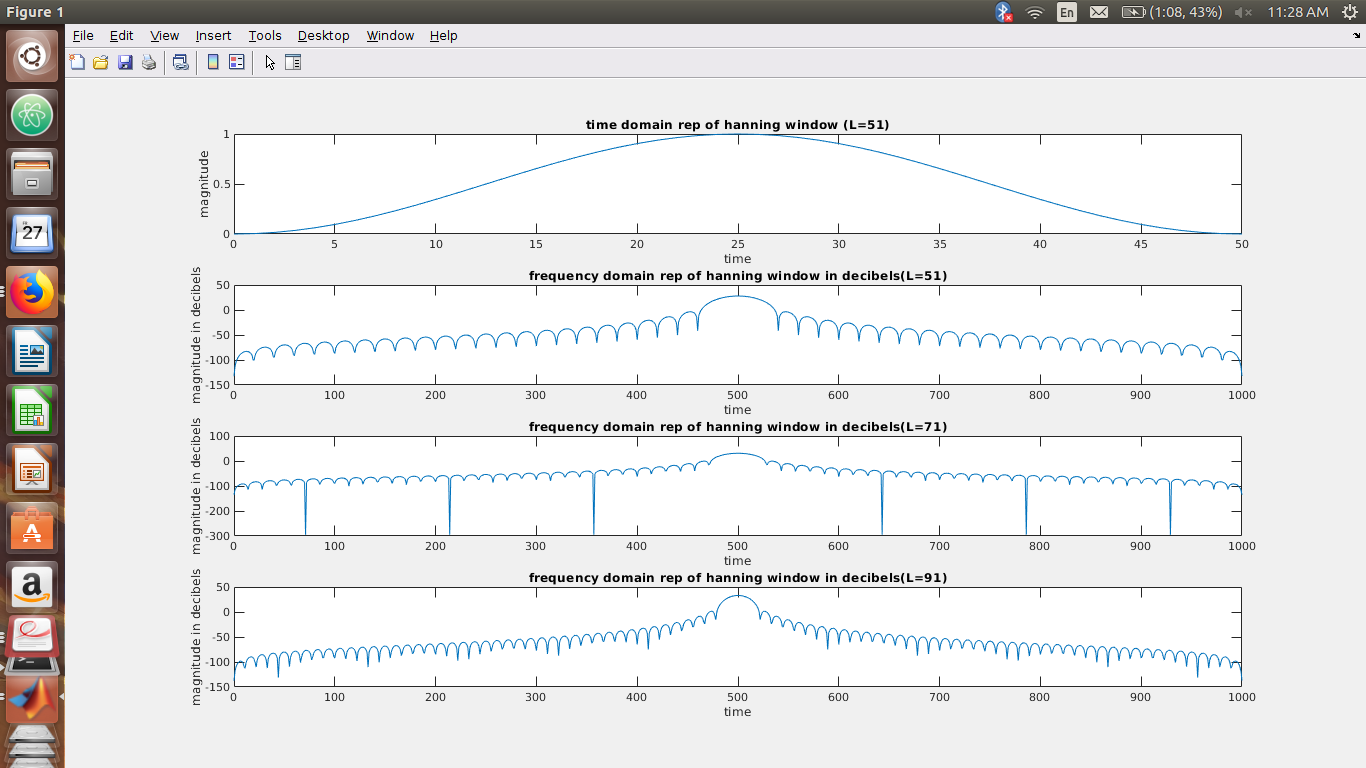 Figure 1
En
(1:08, 43%)
11:28 AM
File Edit View Insert Tools Desktop Window Help
27
time domain rep of hanning window (L=51)
magnitude
1
0.5
0
0 5 10 15 20 25 30 35 40 45 50
time
frequency domain rep of hanning window in decibels(L=51)
magnitude in decibels
50
0
-50
-100
-150
0 100 200 300 400 500 600 700 800 900 1000
time
frequency domain rep of hanning window in decibels(L=71)
magnitude in decibels
100
0
-100
-200
-300
0 100 200 300 400 500 600 700 800 900 1000
time
frequency domain rep of hanning window in decibels(L=91)
magnitude in decibels
50
0
-50
-100
-150
0 100 200 300 400 500 600 700 800 900 1000
time